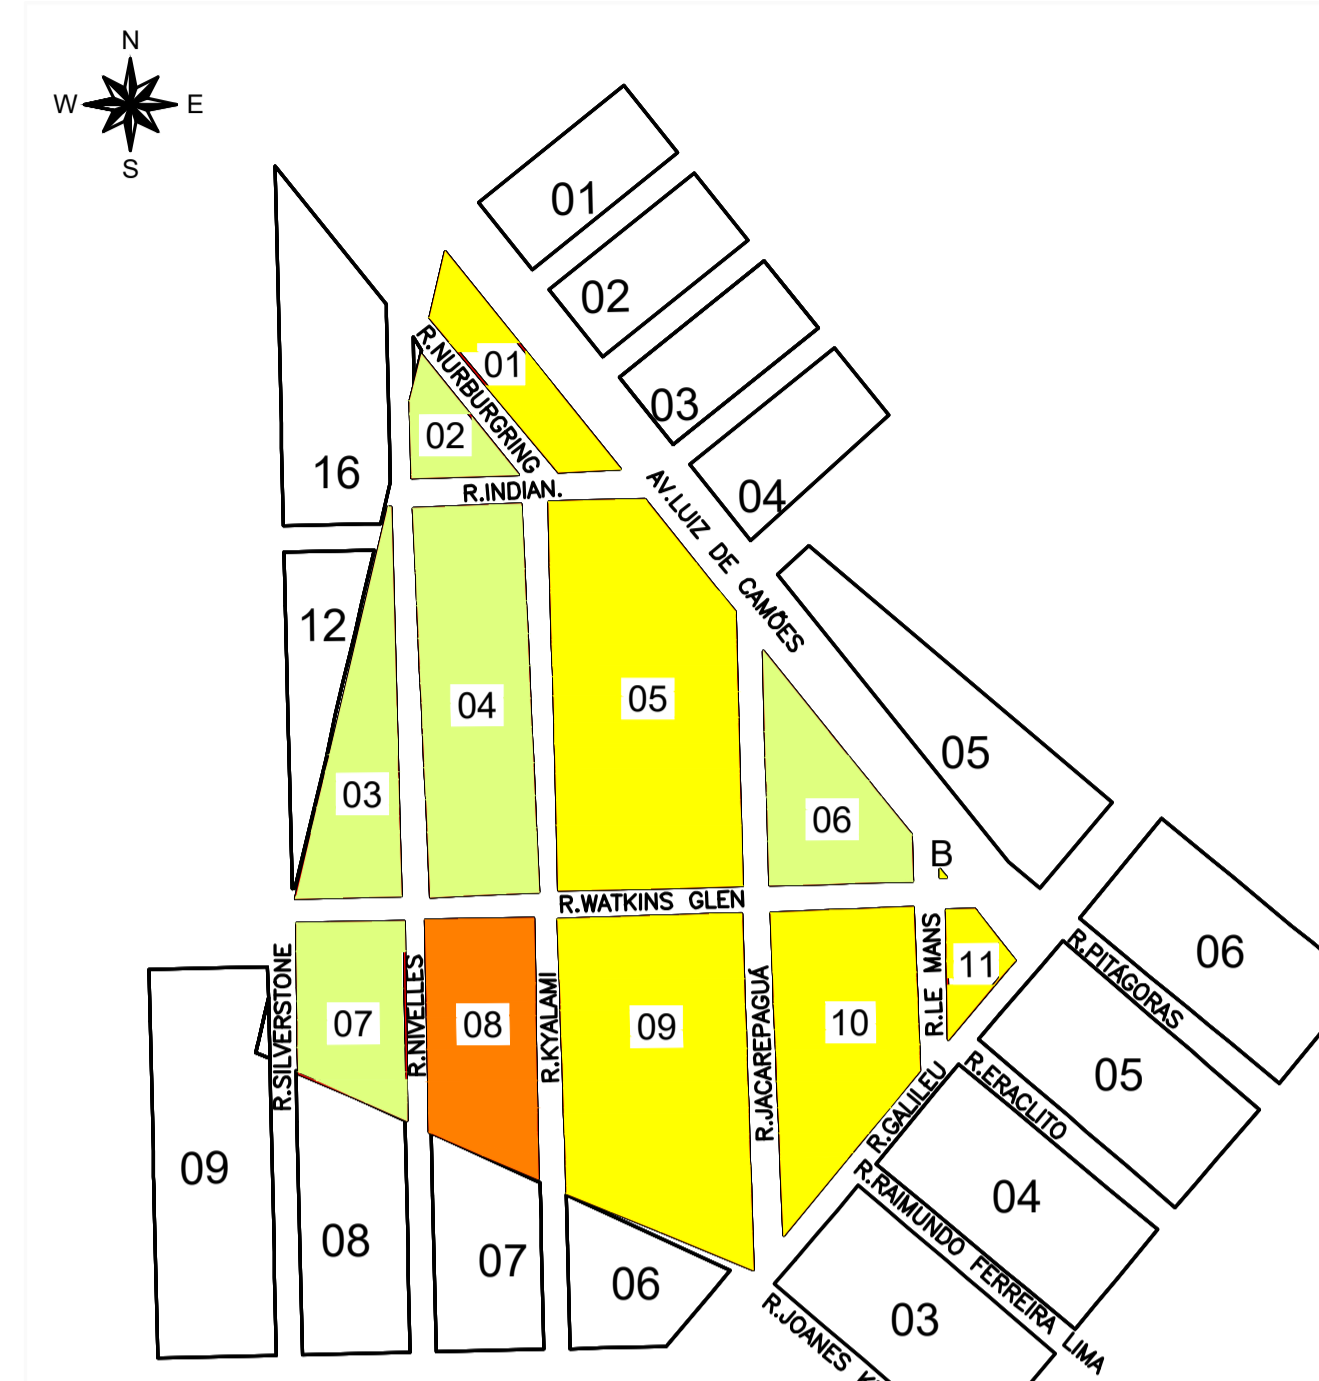 N
W
E
S
01
02
03
04
01
R.NURBURGRING
02
16
R.INDIAN.
AV.LUIZ DE CAMÕES
12
04
05
03
06
05
B
R.WATKINS GLEN
R.SILVERSTONE
07
R.NIVELLES
08
R.KYALAMI
09
R.JACAREPAGUÁ
10
R.LE MANS
11
R.PITÁGORAS
06
R.GALILEU
R.ERACLITO
05
09
08
07
06
R.RAIMUNDO FERREIRA LIMA
04
03
R.JOANES